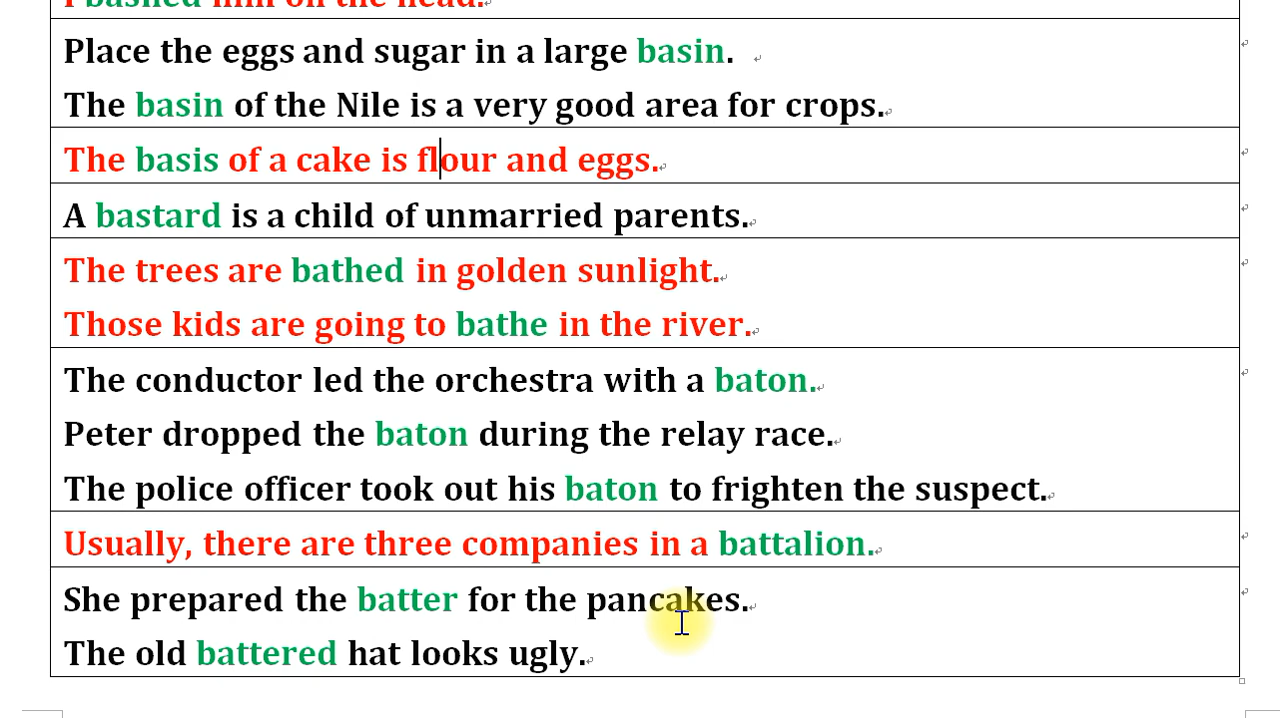 I bashed him on the head.
Place the eggs and sugar in a large basin.
The basin of the Nile is a very good area for crops.
The basis of a cake is flour and eggs.
A bastard is a child of unmarried parents.
The trees are bathed in golden sunlight.
Those kids are going to bathe in the river.
The conductor led the orchestra with a baton.
Peter dropped the baton during the relay race.
The police officer took out his baton to frighten the suspect.
Usually, there are three companies in a battalion.
She prepared the batter for the pancakes.
The old battered hat looks ugly.